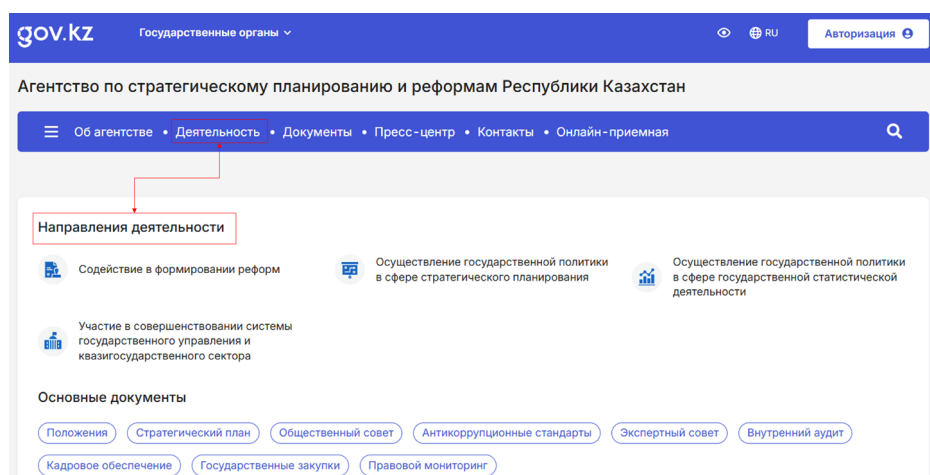 gov.kz Государственные органы RU Авторизация
Агентство по стратегическому планированию и реформам Республики Казахстан
Об агентстве • Деятельность • Документы • Пресс-центр • Контакты • Онлайн-приемная
Направления деятельности
Содействие в формировании реформ
Осуществление государственной политики
в сфере стратегического планирования
Осуществление государственной политики
в сфере государственной статистической
деятельности
Участие в совершенствовании системы
государственного управления и
квазигосударственного сектора
Основные документы
Положения Стратегический план Общественный совет Антикоррупционные стандарты Экспертный совет Внутренний аудит
Кадровое обеспечение Государственные закупки Правовой мониторинг